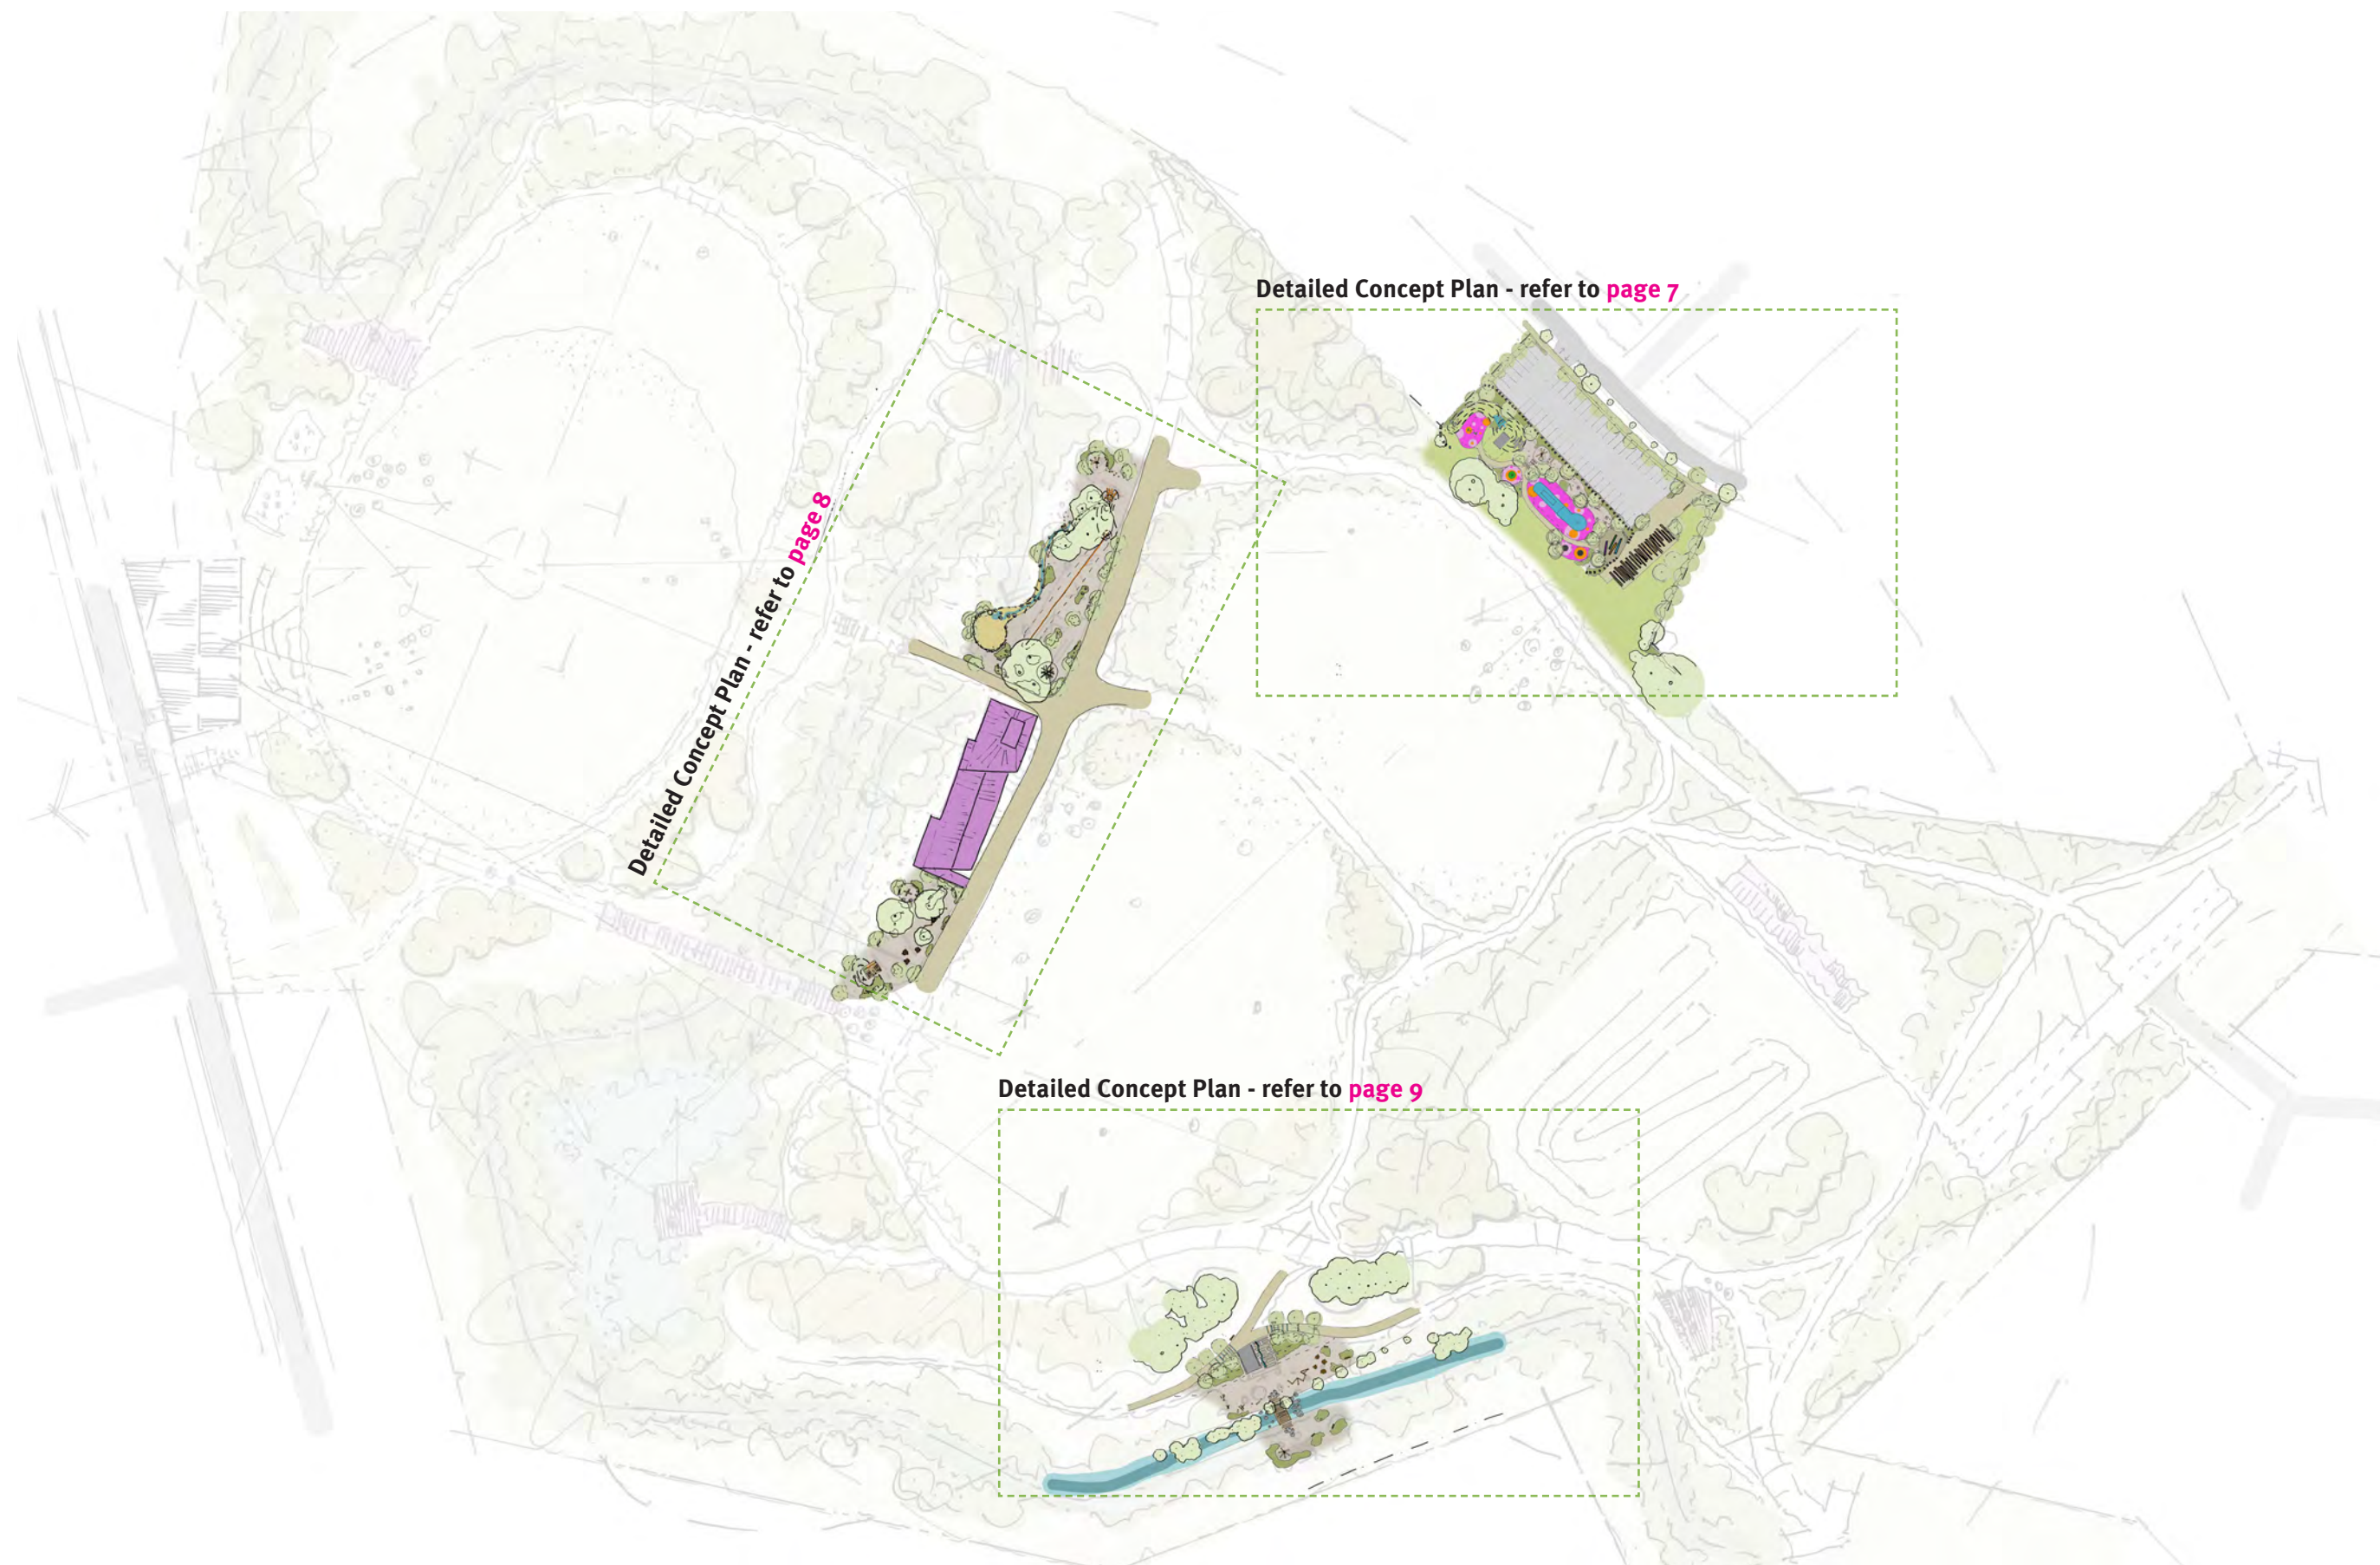 Detailed Concept Plan - refer to page 7
Detailed Concept Plan - refer to page 8
Detailed Concept Plan - refer to page 9